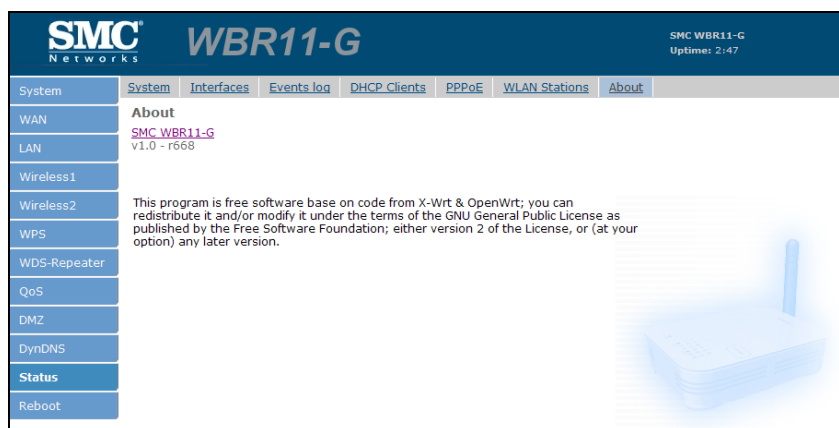 SMC®
Networks
WBR11-G
SMC WBR11-G
Uptime: 2:47
System
WAN
LAN
Wireless1
Wireless2
WPS
WDS-Repeater
QoS
DMZ
DynDNS
Status
Reboot
System Interfaces Events log DHCP Clients PPPoE WLAN Stations About
About
SMC WBR11-G
v1.0 - r668
This program is free software base on code from X-Wrt & OpenWrt; you can
redistribute it and/or modify it under the terms of the GNU General Public License as
published by the Free Software Foundation; either version 2 of the License, or (at your
option) any later version.